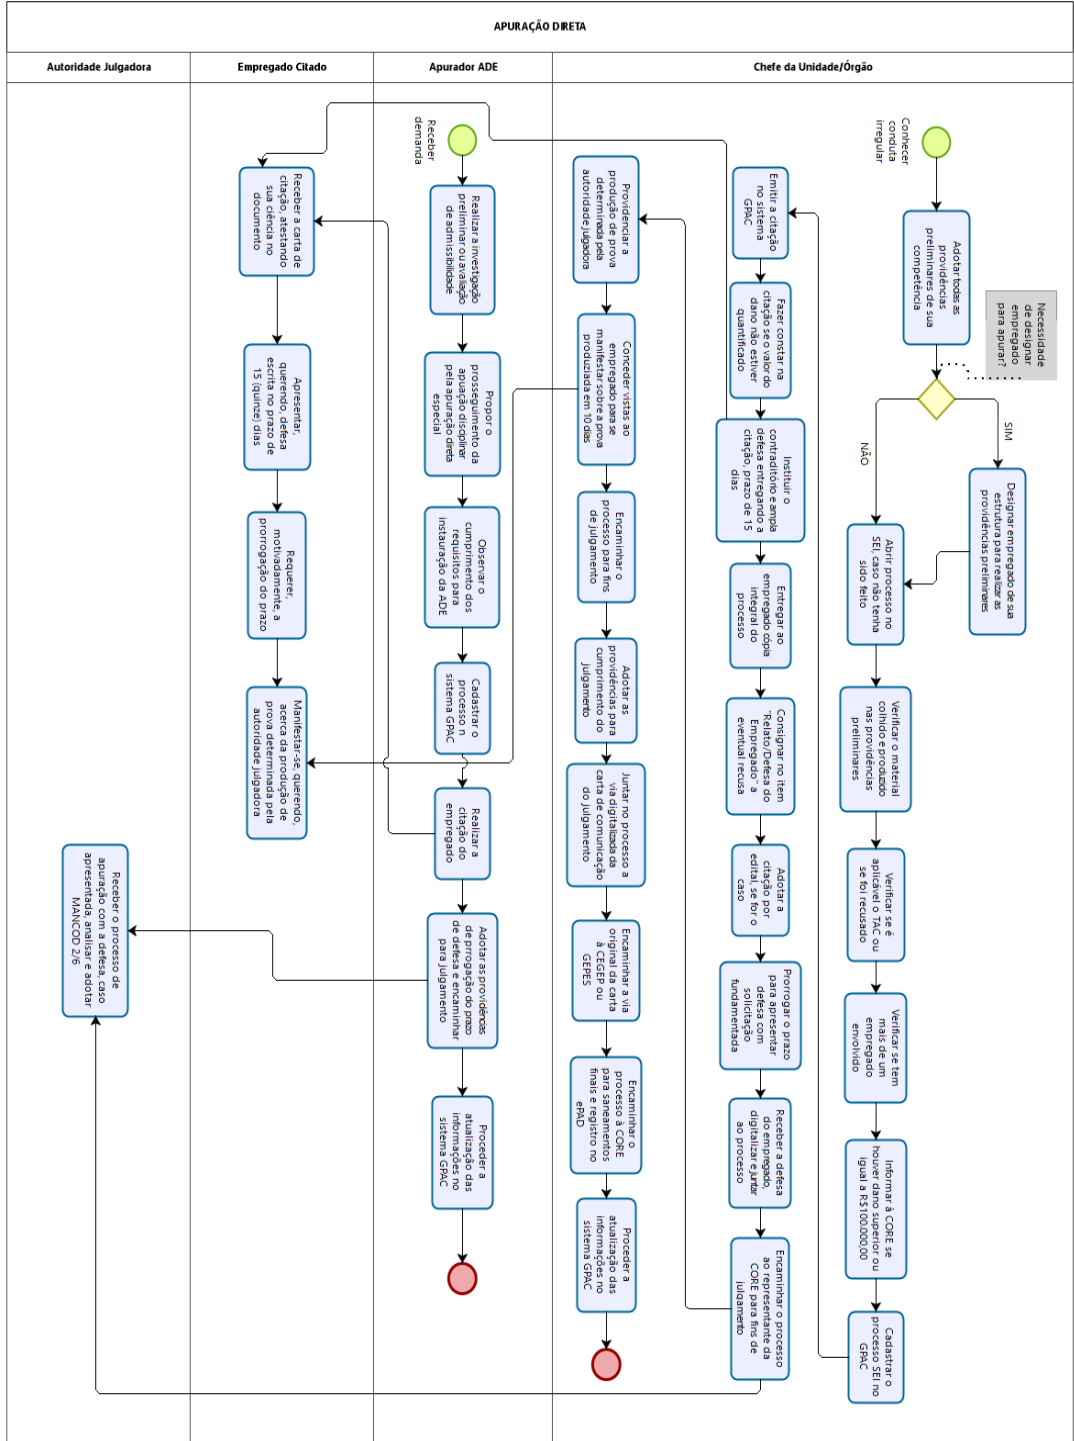 APURAÇÃO DIRETA
Chefe da Unidade/Órgão
Conhecer
conduta
irregular
Adotar todas as
providências
preliminares de sua
competência
Necessidade
de designar
empregado
para apurar?
SIM
NÃO
Designar empregado de sua
estrutura para realizar as
providências preliminares
Abrir processo no
SEI, caso não tenha
sido feito
Verificar o material
colhido e produzido
nas providências
preliminares
Verificar se é
aplicável o TAC ou
se foi recusado
Verificar se tem
mais de um
empregado
envolvido
Informar à CORE se
houver dano superior ou
igual a R$100.000,00
Cadastrar o
processo SEI no
GPAC
Emitir a citação
no sistema
GPAC
Fazer constar na
citação se o valor do
dano não estiver
quantificado
Instituir o
contraditório e ampla
defesa entregando a
citação, prazo de 15
dias
Entregar ao
empregado cópia
integral do
processo
Consignar no item
"Relato/Defesa do
Empregado" a
eventual recusa
Adotar a
citação por
edital, se for o
caso
Prorrogar o prazo
para apresentar
defesa com
solicitação
fundamentada
Receber a defesa
do empregado,
digitalizar e juntar
ao processo
Encaminhar o processo
ao representante da
CORE para fins de
julgamento
Providenciar a
produção de prova
determinada pela
autoridade julgadora
Conceder vistas ao
empregado para se
manifestar sobre a prova
produziada em 10 dias
Encaminhar o
processo para fins
de julgamento
Adotar as
providências para
cumprimento do
julgamento
Juntar no processo a
via digitalizada da
carta de comunicação
do julgamento
Encaminhar a via
original da carta
à CEGEP ou
GEPES
Encaminhar o
processo à CORE
para saneamentos
finais e registro no
ePAD
Proceder a
atualização das
informações no
sistema GPAC
Apurador ADE
Receber
demanda
Realizar a investigação
preliminar ou avaliação
de admissibilidade
Propor o
prosseguimento da
apuação disciplinar
pela apuração direta
especial
Observar o
cumprimento dos
requisitos para
instauração da ADE
Cadastrar o
processo n
sistema GPAC
Realizar a
citação do
empregado
Adotar as providências
de prrogação do prazo
de defesa e encaminhar
para julgamento
Proceder a
atualização das
informações no
sistema GPAC
Empregado Citado
Receber a carta de
citação, atestando
sua ciência no
documento
Apresentar,
querendo, defesa
escrita no prazo de
15 (quinze) dias
Requerer,
motivadamente, a
prorrogação do prazo
Manifestar-se, querendo,
acerca da produção de
prova determinada pela
autoridade julgadora
Autoridade Julgadora
Receber o processo de
apuração com a defesa, caso
apresentada, analisar e adotar
MANCOD 2/6